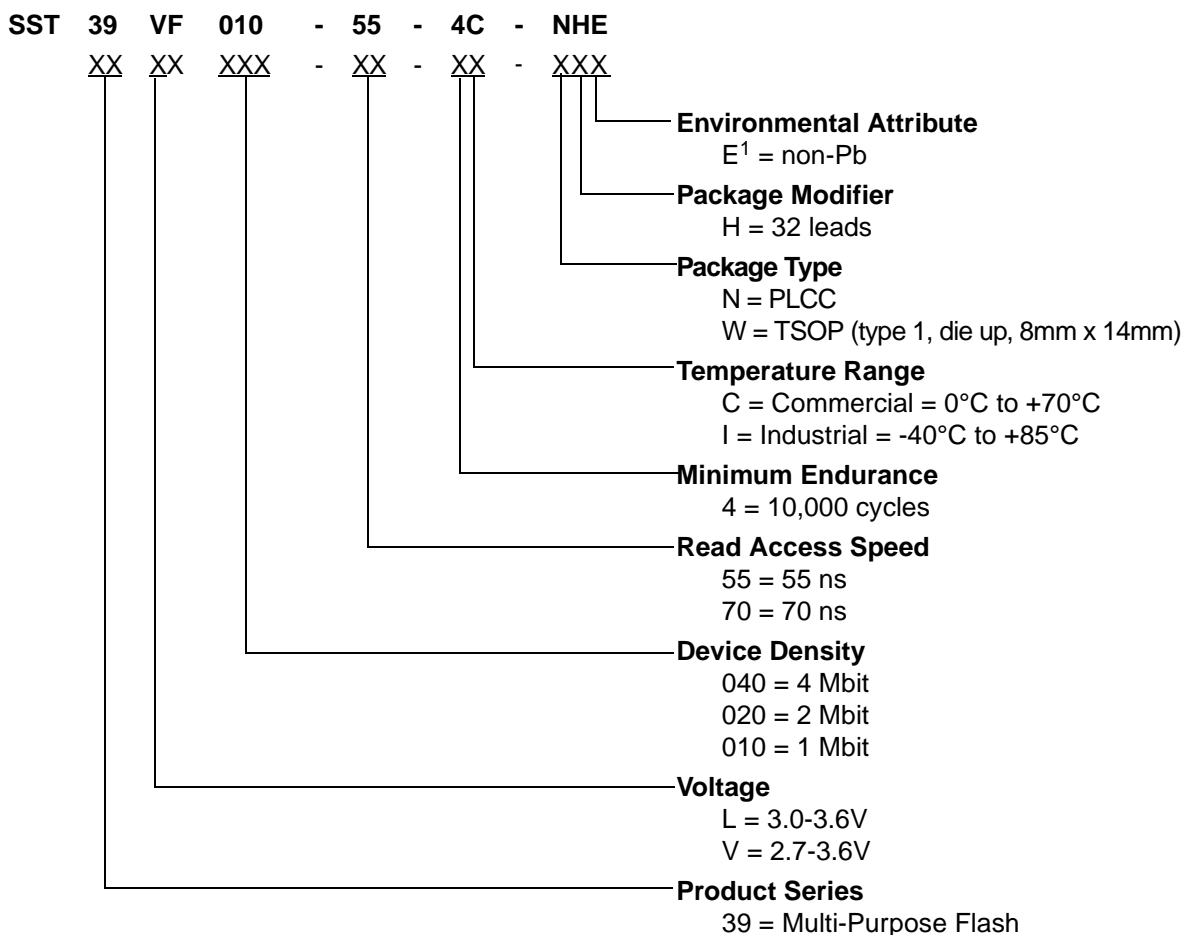 SST 39 VF 010 - 55 - 4C - NHE
XX XX XXX - XX - XX - XXX
Environmental Attribute
E1 = non-Pb
Package Modifier
H = 32 leads
Package Type
N = PLCC
W = TSOP (type 1, die up, 8mm x 14mm)
Temperature Range
C = Commercial = 0°C to +70°C
I = Industrial = -40°C to +85°C
Minimum Endurance
4 = 10,000 cycles
Read Access Speed
55 = 55 ns
70 = 70 ns
Device Density
040 = 4 Mbit
020 = 2 Mbit
010 = 1 Mbit
Voltage
L = 3.0-3.6V
V = 2.7-3.6V
Product Series
39 = Multi-Purpose Flash